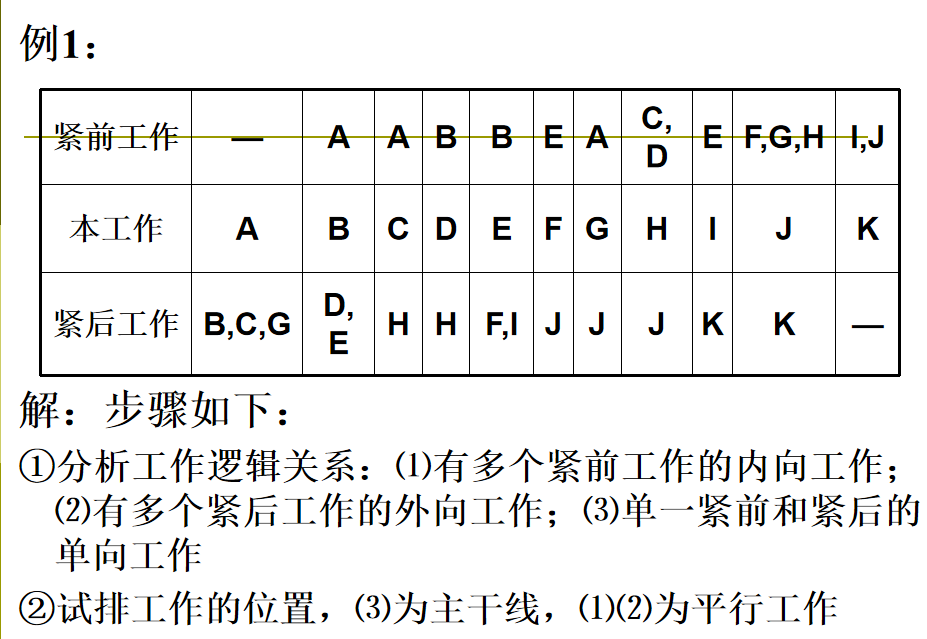 例1：
紧前工作 — A A B B E A C, D E F,G,H I,J
本工作 A B C D E F G H I J K
紧后工作 B,C,G D, E H H F,I J J J K K —
解：步骤如下：
①分析工作逻辑关系：⑴有多个紧前工作的内向工作；
⑵有多个紧后工作的外向工作；⑶单一紧前和紧后的
单向工作
②试排工作的位置，⑶为主干线，⑴⑵为平行工作